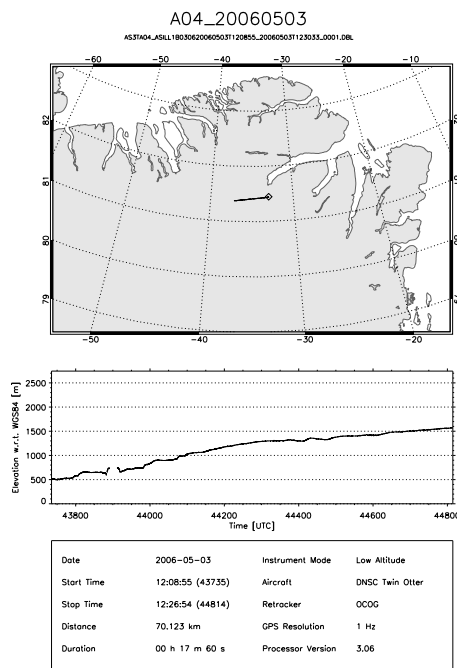 A04_20060503
AS3TA04_ASIILL1B030620060503T120855_20060503T123033_0001.DBL
-60 -50 -40 -30 -20 -10
82
81
80
79
-50 -40 -30 -20
Elevation w.r.t. WGS84 [m]
2500
2000
1500
1000
500
0
43800 44000 44200 44400 44600 44800
Time [UTC]
Date 2006-05-03 Instrument Mode Low Altitude
Start Time 12:08:55 (43735) Aircraft DNSC Twin Otter
Stop Time 12:26:54 (44814) Retracker OCOG
Distance 70.123 km GPS Resolution 1 Hz
Duration 00 h 17 m 60 s Processor Version 3.06